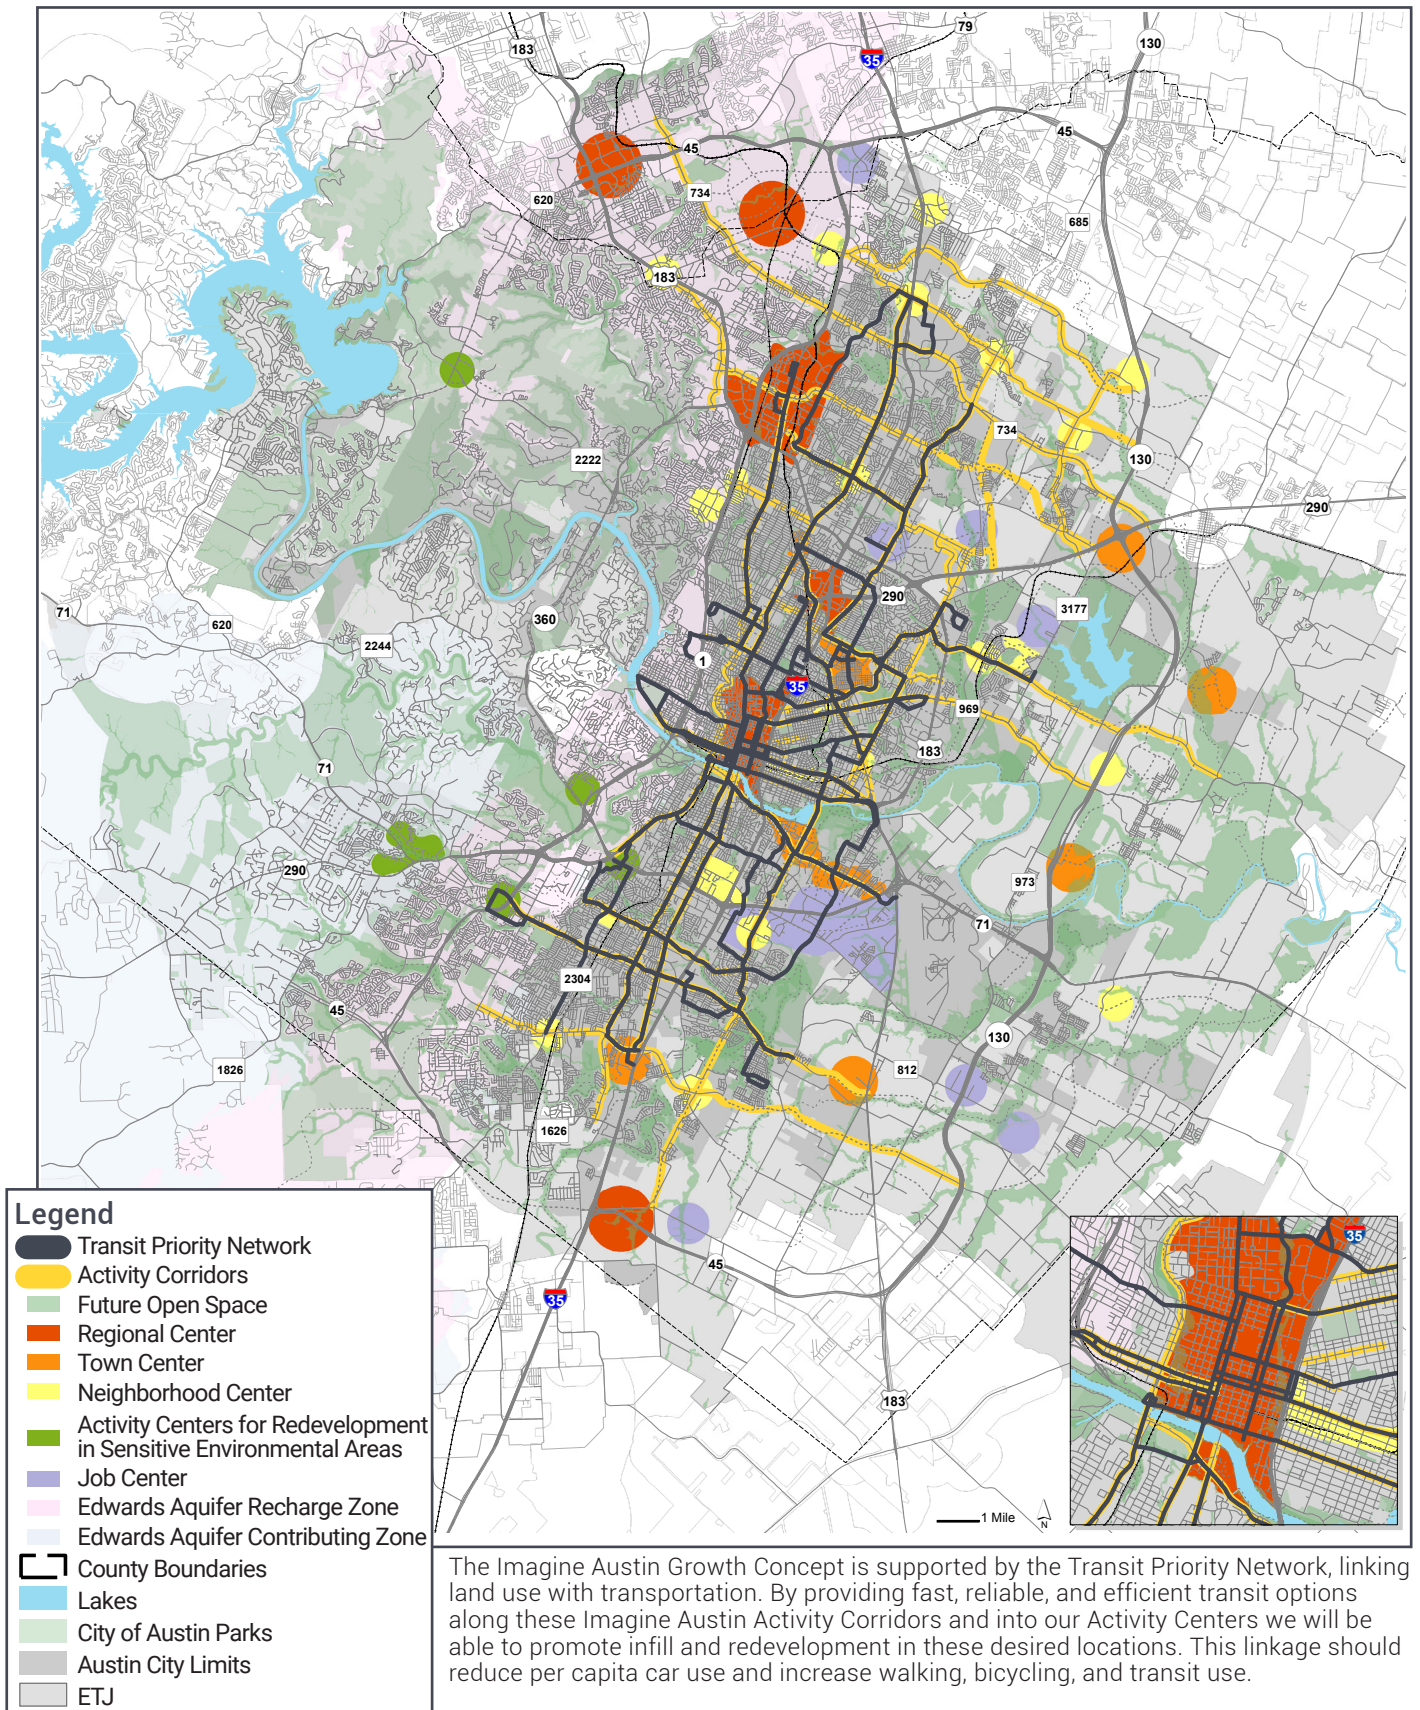 183
79
35
130
45
45
620
734
685
183
734
2222
130
290
290
3177
71
620
360
2244
1
35
969
183
71
290
973
71
2304
45
130
1826
812
1626
45
35
183
1 Mile
N
35
Legend
Transit Priority Network
Activity Corridors
Future Open Space
Regional Center
Town Center
Neighborhood Center
Activity Centers for Redevelopment
in Sensitive Environmental Areas
Job Center
Edwards Aquifer Recharge Zone
Edwards Aquifer Contributing Zone
County Boundaries
Lakes
City of Austin Parks
Austin City Limits
ETJ
The Imagine Austin Growth Concept is supported by the Transit Priority Network, linking
land use with transportation. By providing fast, reliable, and efficient transit options
along these Imagine Austin Activity Corridors and into our Activity Centers we will be
able to promote infill and redevelopment in these desired locations. This linkage should
reduce per capita car use and increase walking, bicycling, and transit use.